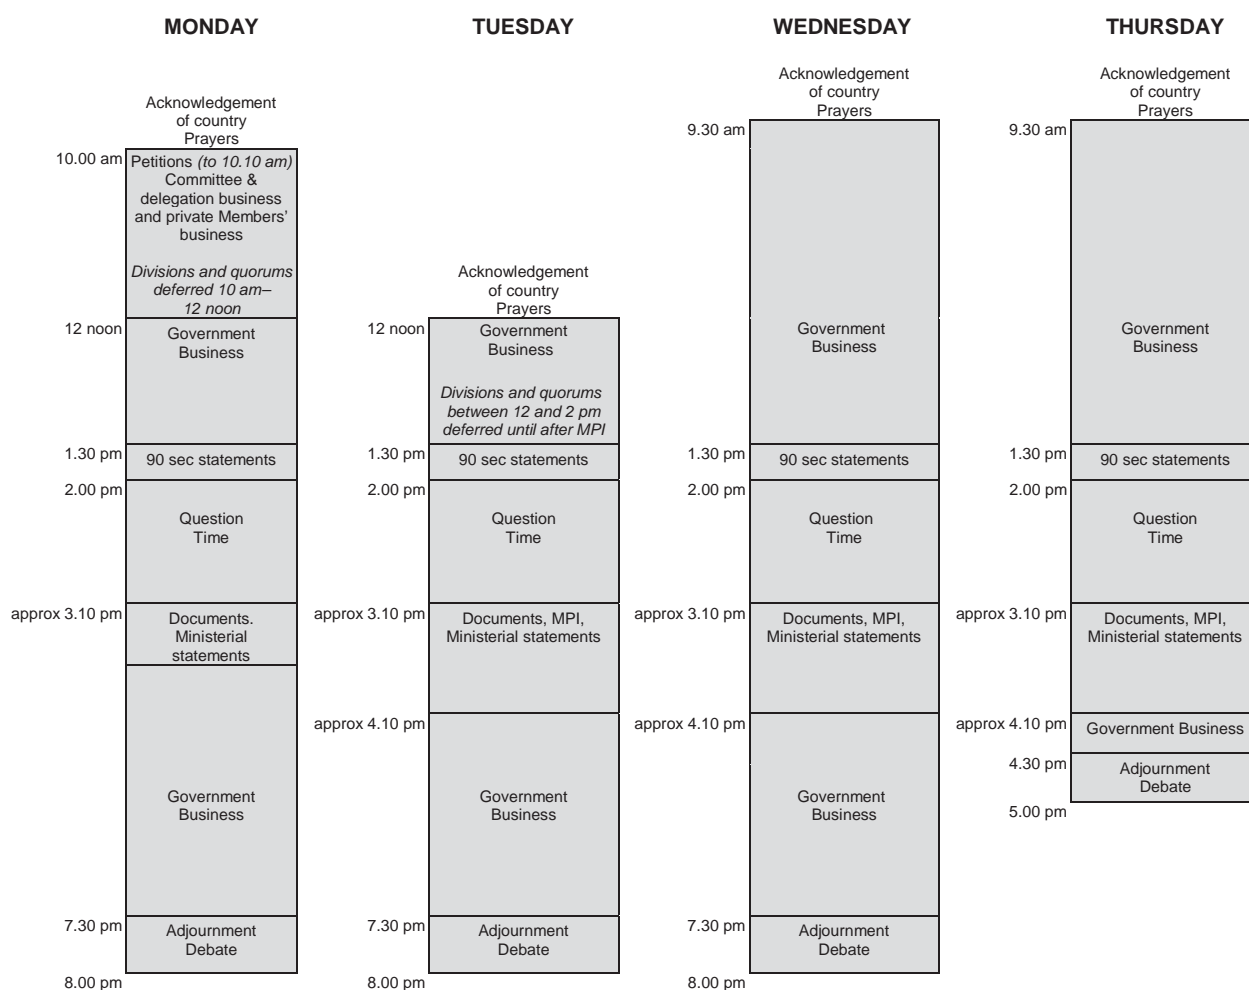 MONDAY
Acknowledgement
of country
Prayers
10.00 am
Petitions (to 10.10 am)
Committee &
delegation business
and private Members’
business
Divisions and quorums
deferred 10 am–
12 noon
12 noon
Government
Business
1.30 pm
90 sec statements
2.00 pm
Question
Time
approx 3.10 pm
Documents.
Ministerial
statements
Government
Business
7.30 pm
Adjournment
Debate
8.00 pm
TUESDAY
Acknowledgement
of country
Prayers
12 noon
Government
Business
Divisions and quorums
between 12 and 2 pm
deferred until after MPI
1.30 pm
90 sec statements
2.00 pm
Question
Time
approx 3.10 pm
Documents, MPI,
Ministerial statements
approx 4.10 pm
Government
Business
7.30 pm
Adjournment
Debate
8.00 pm
WEDNESDAY
Acknowledgement
of country
Prayers
9.30 am
Government
Business
1.30 pm
90 sec statements
2.00 pm
Question
Time
approx 3.10 pm
Documents, MPI,
Ministerial statements
approx 4.10 pm
Government
Business
7.30 pm
Adjournment
Debate
8.00 pm
THURSDAY
Acknowledgement
of country
Prayers
9.30 am
Government
Business
1.30 pm
90 sec statements
2.00 pm
Question
Time
approx 3.10 pm
Documents, MPI,
Ministerial statements
approx 4.10 pm
Government Business
4.30 pm
Adjournment
Debate
5.00 pm